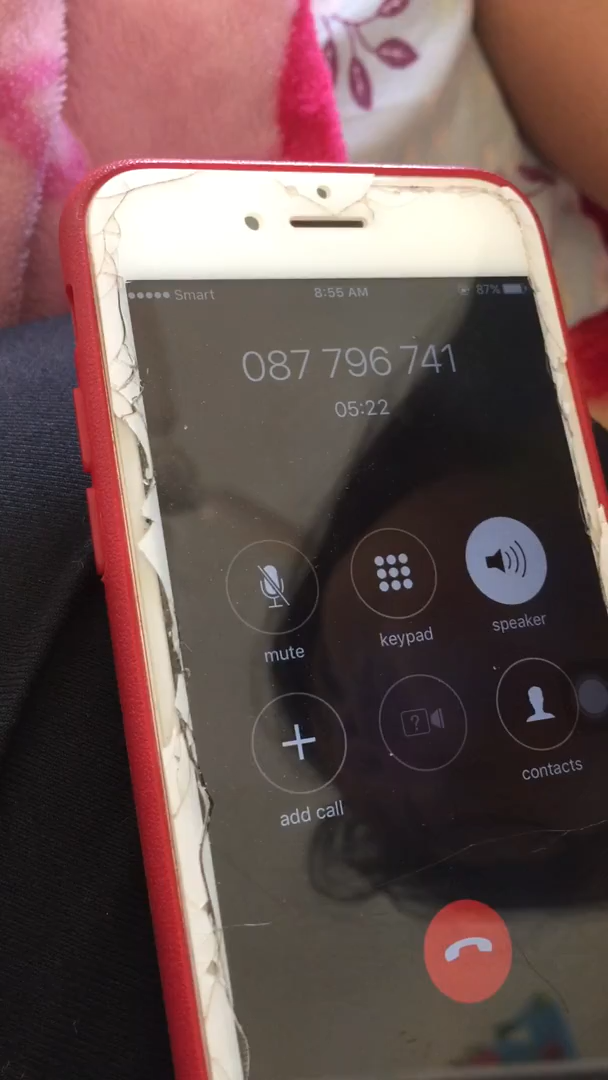 Smart 8:55 AM 87%
087 796 741
05:22
mute keypad speaker
add call contacts